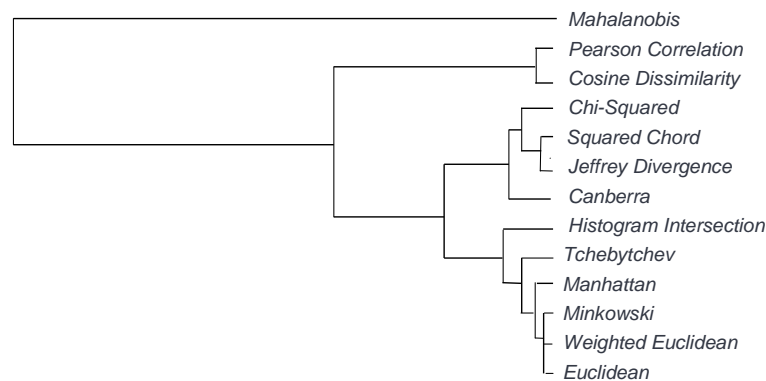 Mahalanobis
Pearson Correlation
Cosine Dissimilarity
Chi-Squared
Squared Chord
Jeffrey Divergence
Canberra
Histogram Intersection
Tchebytchev
Manhattan
Minkowski
Weighted Euclidean
Euclidean